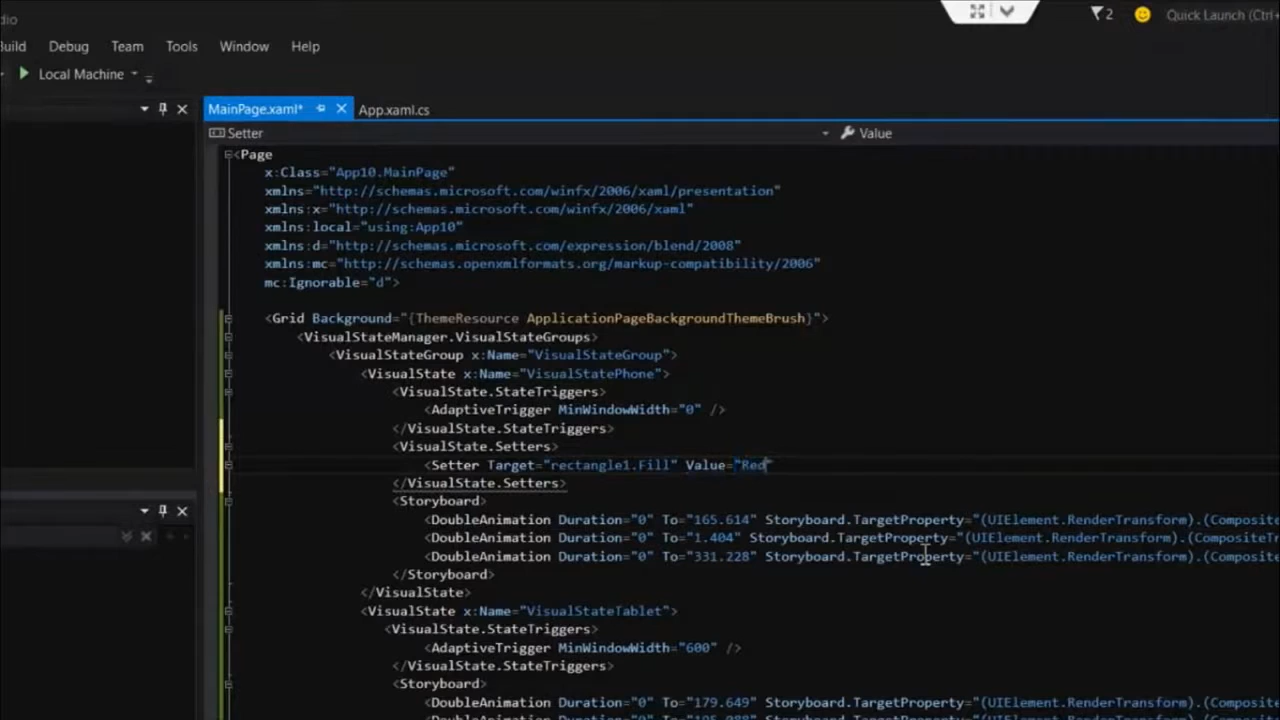 dio
2
Quick Launch (Ctrl+
Build Debug Team Tools Window Help
Local Machine
MainPage.xaml*
App.xaml.cs
Setter
Value
<Page
x:Class="App10.MainPage"
xmlns="http://schemas.microsoft.com/winfx/2006/xaml/presentation"
xmlns:x="http://schemas.microsoft.com/winfx/2006/xaml"
xmlns:local="using:App10"
xmlns:d="http://schemas.microsoft.com/expression/blend/2008"
xmlns:mc="http://schemas.openxmlformats.org/markup-compatibility/2006"
mc:Ignorable="d">
<Grid Background="{ThemeResource ApplicationPageBackgroundThemeBrush}">
<VisualStateManager.VisualStateGroups>
<VisualStateGroup x:Name="VisualStateGroup">
<VisualState x:Name="VisualStatePhone">
<VisualState.StateTriggers>
<AdaptiveTrigger MinWindowWidth="0" />
</VisualState.StateTriggers>
<VisualState.Setters>
<Setter Target="rectangle1.Fill" Value="Red"
</VisualState.Setters>
<Storyboard>
<DoubleAnimation Duration="0" To="165.614" Storyboard.TargetProperty="(UIElement.RenderTransform).(Composite
<DoubleAnimation Duration="0" To="1.404" Storyboard.TargetProperty="(UIElement.RenderTransform).(CompositeTr
<DoubleAnimation Duration="0" To="331.228" Storyboard.TargetProperty="(UIElement.RenderTransform).(Composite
</Storyboard>
</VisualState>
<VisualState x:Name="VisualStateTablet">
<VisualState.StateTriggers>
<AdaptiveTrigger MinWindowWidth="600" />
</VisualState.StateTriggers>
<Storyboard>
<DoubleAnimation Duration="0" To="179.649" Storyboard.TargetProperty="(UIElement.RenderTransform).(Composite